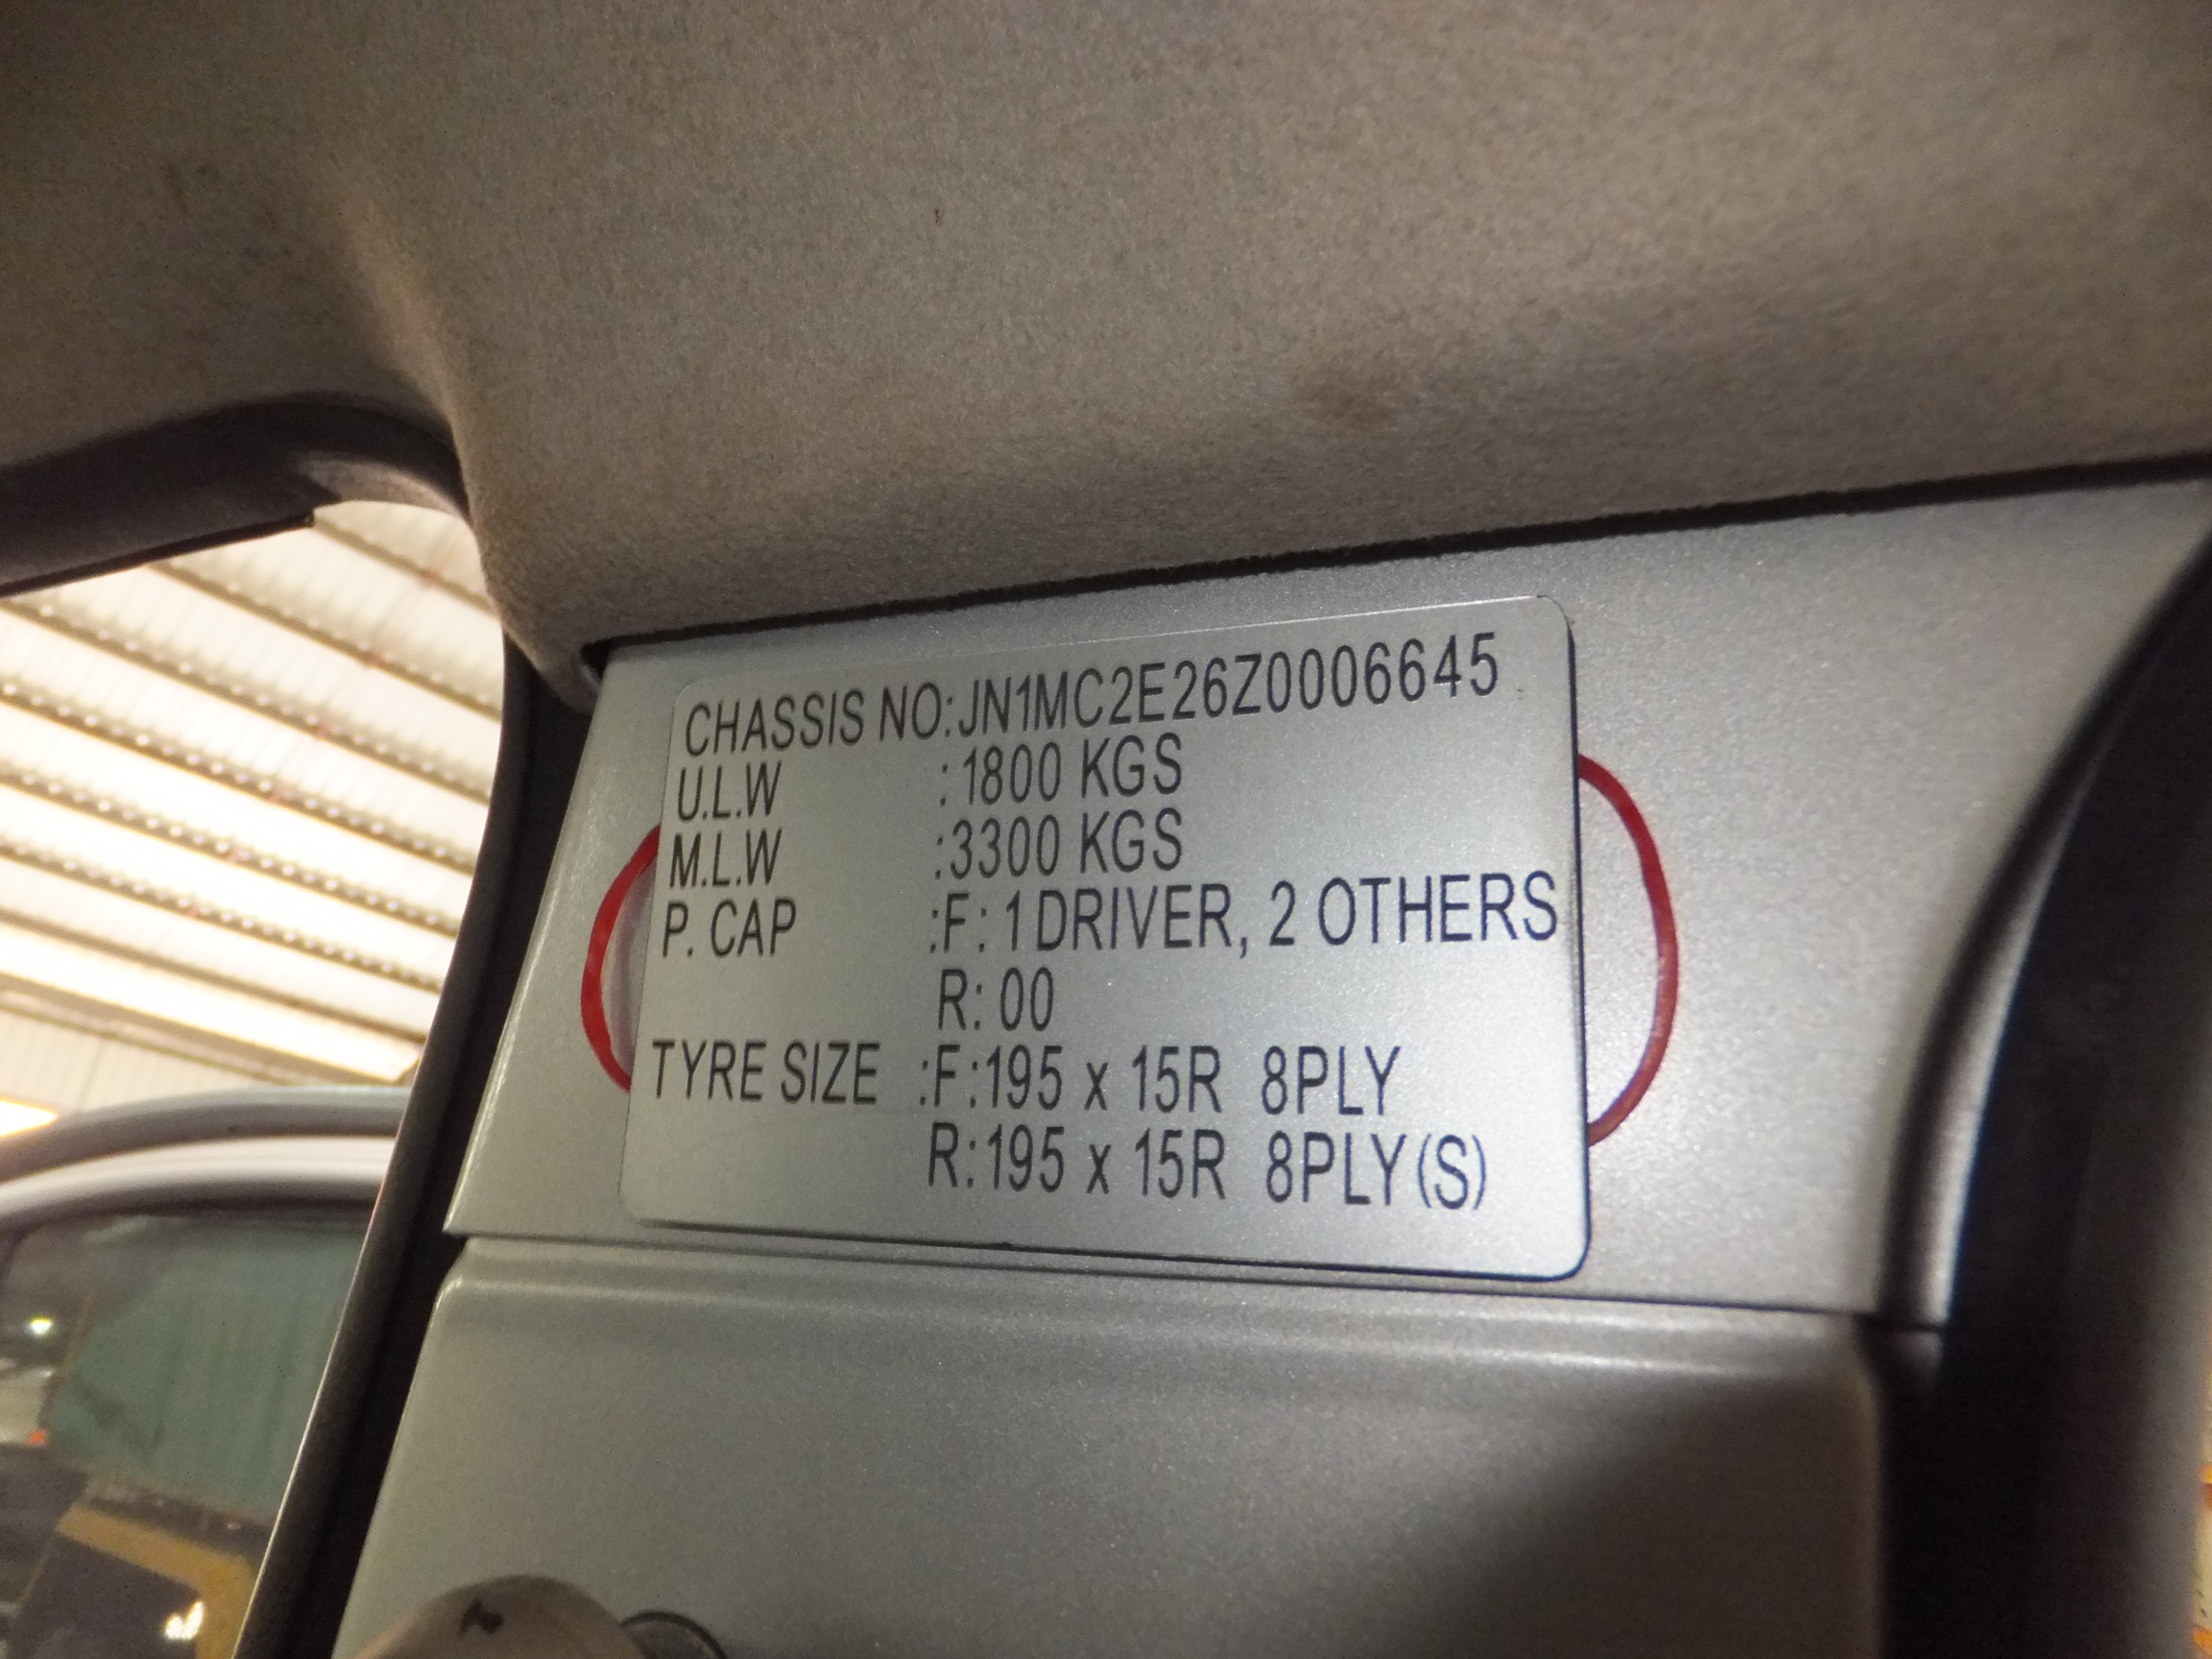 CHASSIS NO:JN1MC2E26Z0006645
U.L.W :1800 KGS
M.L.W :3300 KGS
P. CAP :F: 1 DRIVER, 2 OTHERS
R: 00
TYRE SIZE :F:195 x 15R 8PLY
R:195 x 15R 8PLY(S)